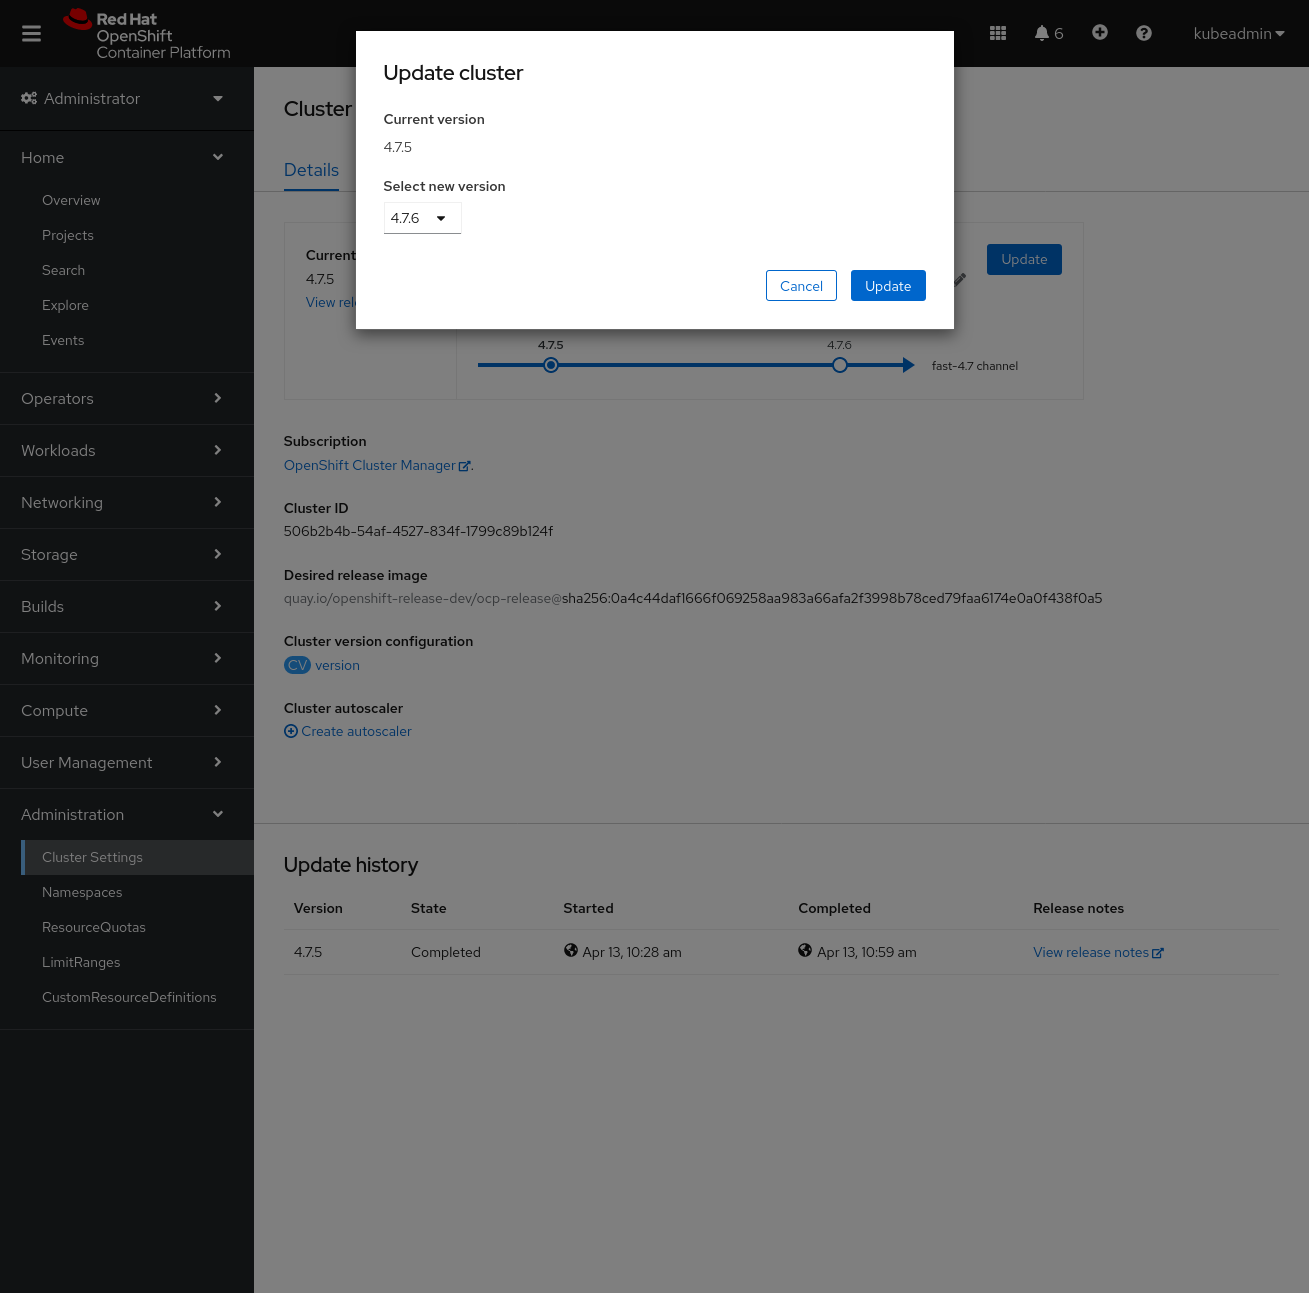 Red Hat
OpenShift
Container Platform
6
kubeadmin
Administrator
Home
Overview
Projects
Search
Explore
Events
Operators
Workloads
Networking
Storage
Builds
Monitoring
Compute
User Management
Administration
Cluster Settings
Namespaces
ResourceQuotas
LimitRanges
CustomResourceDefinitions
Update cluster
Current version
4.7.5
Select new version
4.7.6
Cancel Update
Cluster
Details
Current
4.7.5
View rel
Update
4.7.5 4.7.6
fast-4.7 channel
Subscription
OpenShift Cluster Manager.
Cluster ID
506b2b4b-54af-4527-834f-1799c89b124f
Desired release image
quay.io/openshift-release-dev/ocp-release@sha256:0a4c44daf1666f069258aa983a66afa2f3998b78ced79faa6174e0a0f438f0a5
Cluster version configuration
CV version
Cluster autoscaler
Create autoscaler
Update history
Version State Started Completed Release notes
4.7.5 Completed Apr 13, 10:28 am Apr 13, 10:59 am View release notes